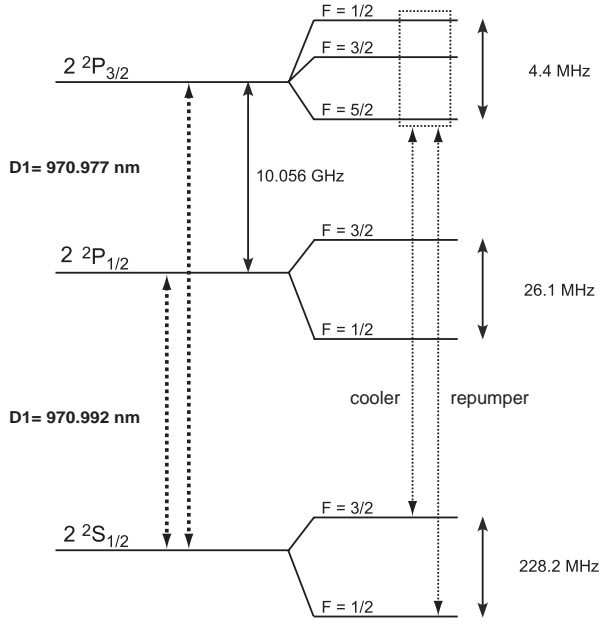 F = 1/2
2 ²P₃/₂
F = 3/2
4.4 MHz
F = 5/2
D1= 970.977 nm
10.056 GHz
F = 3/2
2 ²P₁/₂
26.1 MHz
F = 1/2
cooler
repumper
D1= 970.992 nm
F = 3/2
2 ²S₁/₂
228.2 MHz
F = 1/2